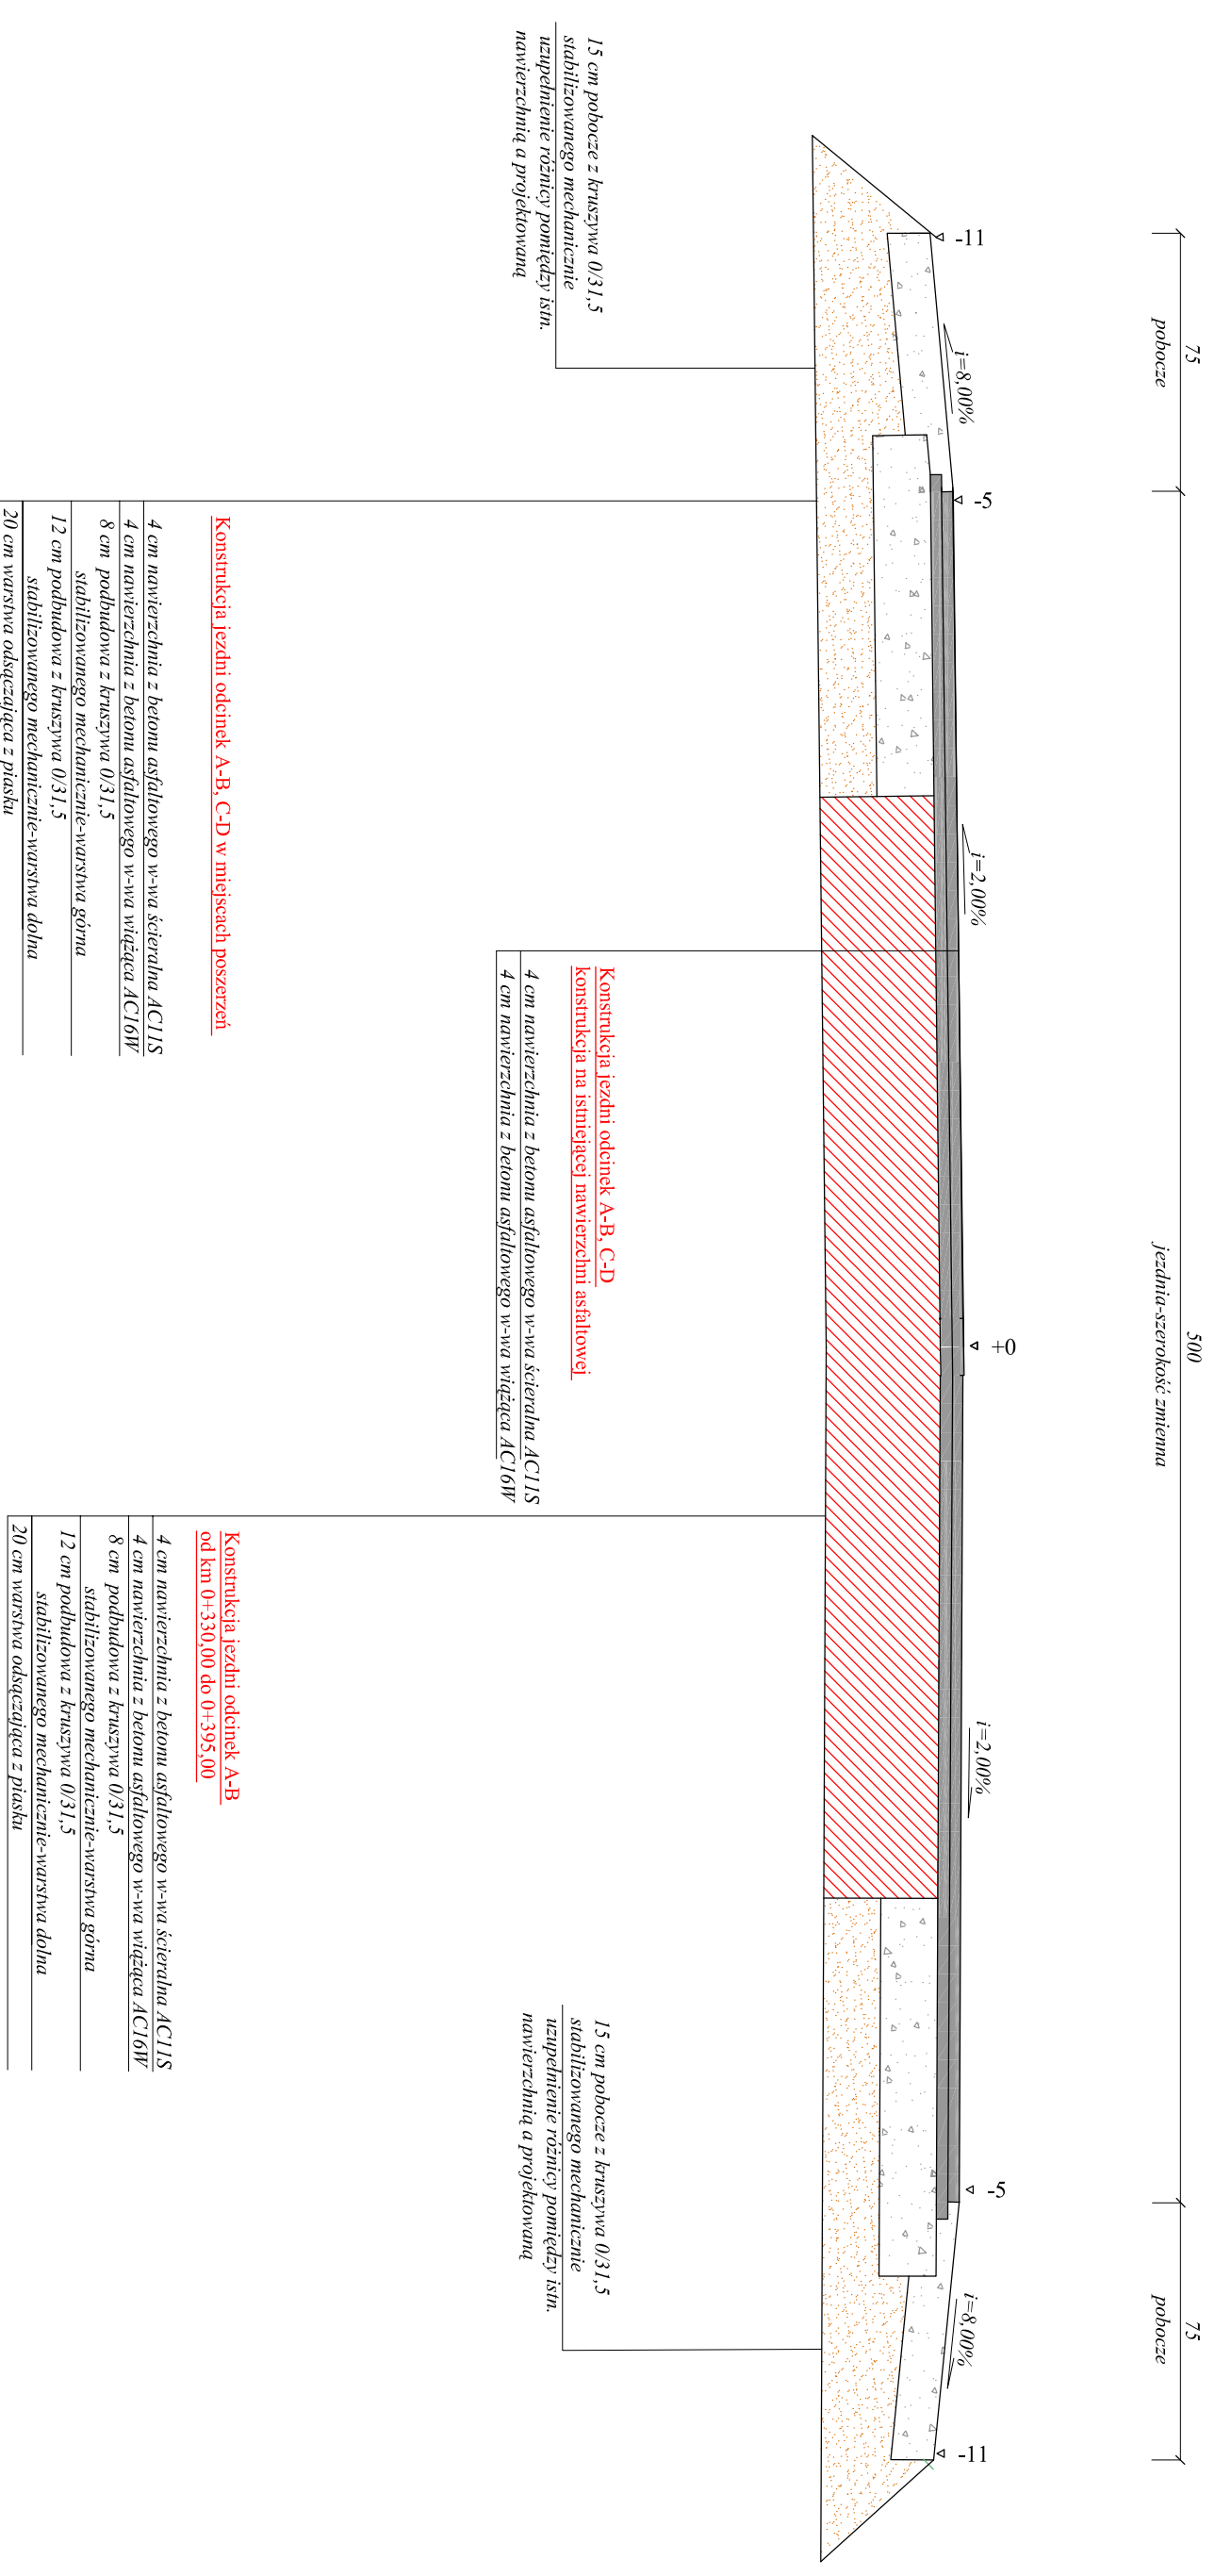 75
500
75
pobocze
jezdnia-szerokość zmienna
pobocze
-11
-5
+0
-5
-11
i=8,00%
i=2,00%
i=2,00%
i=8,00%
15 cm pobocze z kruszywa 0/31,5
stabilizowanego mechanicznie
uzupełnienie różnicy pomiędzy istn.
nawierzchnią a projektowaną
Konstrukcja jezdni odcinek A-B, C-D
konstrukcja na istniejącej nawierzchni asfaltowej
4 cm nawierzchnia z betonu asfaltowego w-wa ścieralna AC11S
4 cm nawierzchnia z betonu asfaltowego w-wa wiążąca AC16W
15 cm pobocze z kruszywa 0/31,5
stabilizowanego mechanicznie
uzupełnienie różnicy pomiędzy istn.
nawierzchnią a projektowaną
Konstrukcja jezdni odcinek A-B, C-D w miejscach poszerzeń
4 cm nawierzchnia z betonu asfaltowego w-wa ścieralna AC11S
4 cm nawierzchnia z betonu asfaltowego w-wa wiążąca AC16W
8 cm podbudowa z kruszywa 0/31,5
stabilizowanego mechanicznie-warstwa górna
12 cm podbudowa z kruszywa 0/31,5
stabilizowanego mechanicznie-warstwa dolna
20 cm warstwa odsączająca z piasku
Konstrukcja jezdni odcinek A-B
od km 0+330,00 do 0+395,00
4 cm nawierzchnia z betonu asfaltowego w-wa ścieralna AC11S
4 cm nawierzchnia z betonu asfaltowego w-wa wiążąca AC16W
8 cm podbudowa z kruszywa 0/31,5
stabilizowanego mechanicznie-warstwa górna
12 cm podbudowa z kruszywa 0/31,5
stabilizowanego mechanicznie-warstwa dolna
20 cm warstwa odsączająca z piasku